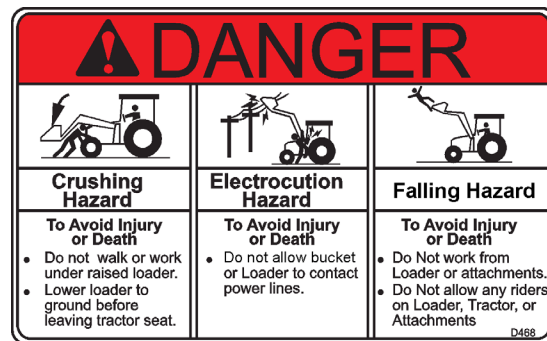 DANGER
Crushing
Hazard
To Avoid Injury
or Death
• Do not walk or work
under raised loader.
• Lower loader to
ground before
leaving tractor seat.
Electrocution
Hazard
To Avoid Injury
or Death
• Do not allow bucket
or Loader to contact
power lines.
Falling Hazard
To Avoid Injury
or Death
• Do Not work from
Loader or attachments.
• Do Not allow any riders
on Loader, Tractor, or
Attachments
D468